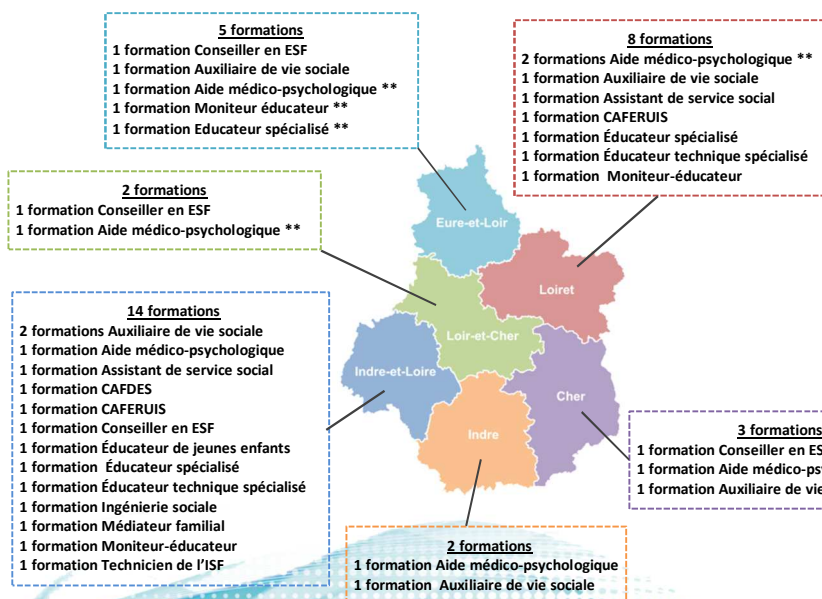 5 formations
1 formation Conseiller en ESF
1 formation Auxiliaire de vie sociale
1 formation Aide médico-psychologique **
1 formation Moniteur éducateur **
1 formation Educateur spécialisé **
8 formations
2 formations Aide médico-psychologique **
1 formation Auxiliaire de vie sociale
1 formation Assistant de service social
1 formation CAFERUIS
1 formation Éducateur spécialisé
1 formation Éducateur technique spécialisé
1 formation Moniteur-éducateur
2 formations
1 formation Conseiller en ESF
1 formation Aide médico-psychologique **
14 formations
2 formations Auxiliaire de vie sociale
1 formation Aide médico-psychologique
1 formation Assistant de service social
1 formation CAFDES
1 formation CAFERUIS
1 formation Conseiller en ESF
1 formation Éducateur de jeunes enfants
1 formation Éducateur spécialisé
1 formation Éducateur technique spécialisé
1 formation Ingénierie sociale
1 formation Médiateur familial
1 formation Moniteur-éducateur
1 formation Technicien de l'ISF
Eure-et-Loir
Loiret
Loir-et-Cher
Indre-et-Loire
Cher
Indre
3 formations
1 formation Conseiller en
1 formation Aide
1 formation Auxiliaire de vie
2 formations
1 formation Aide médico-psychologique
1 formation Auxiliaire de vie sociale